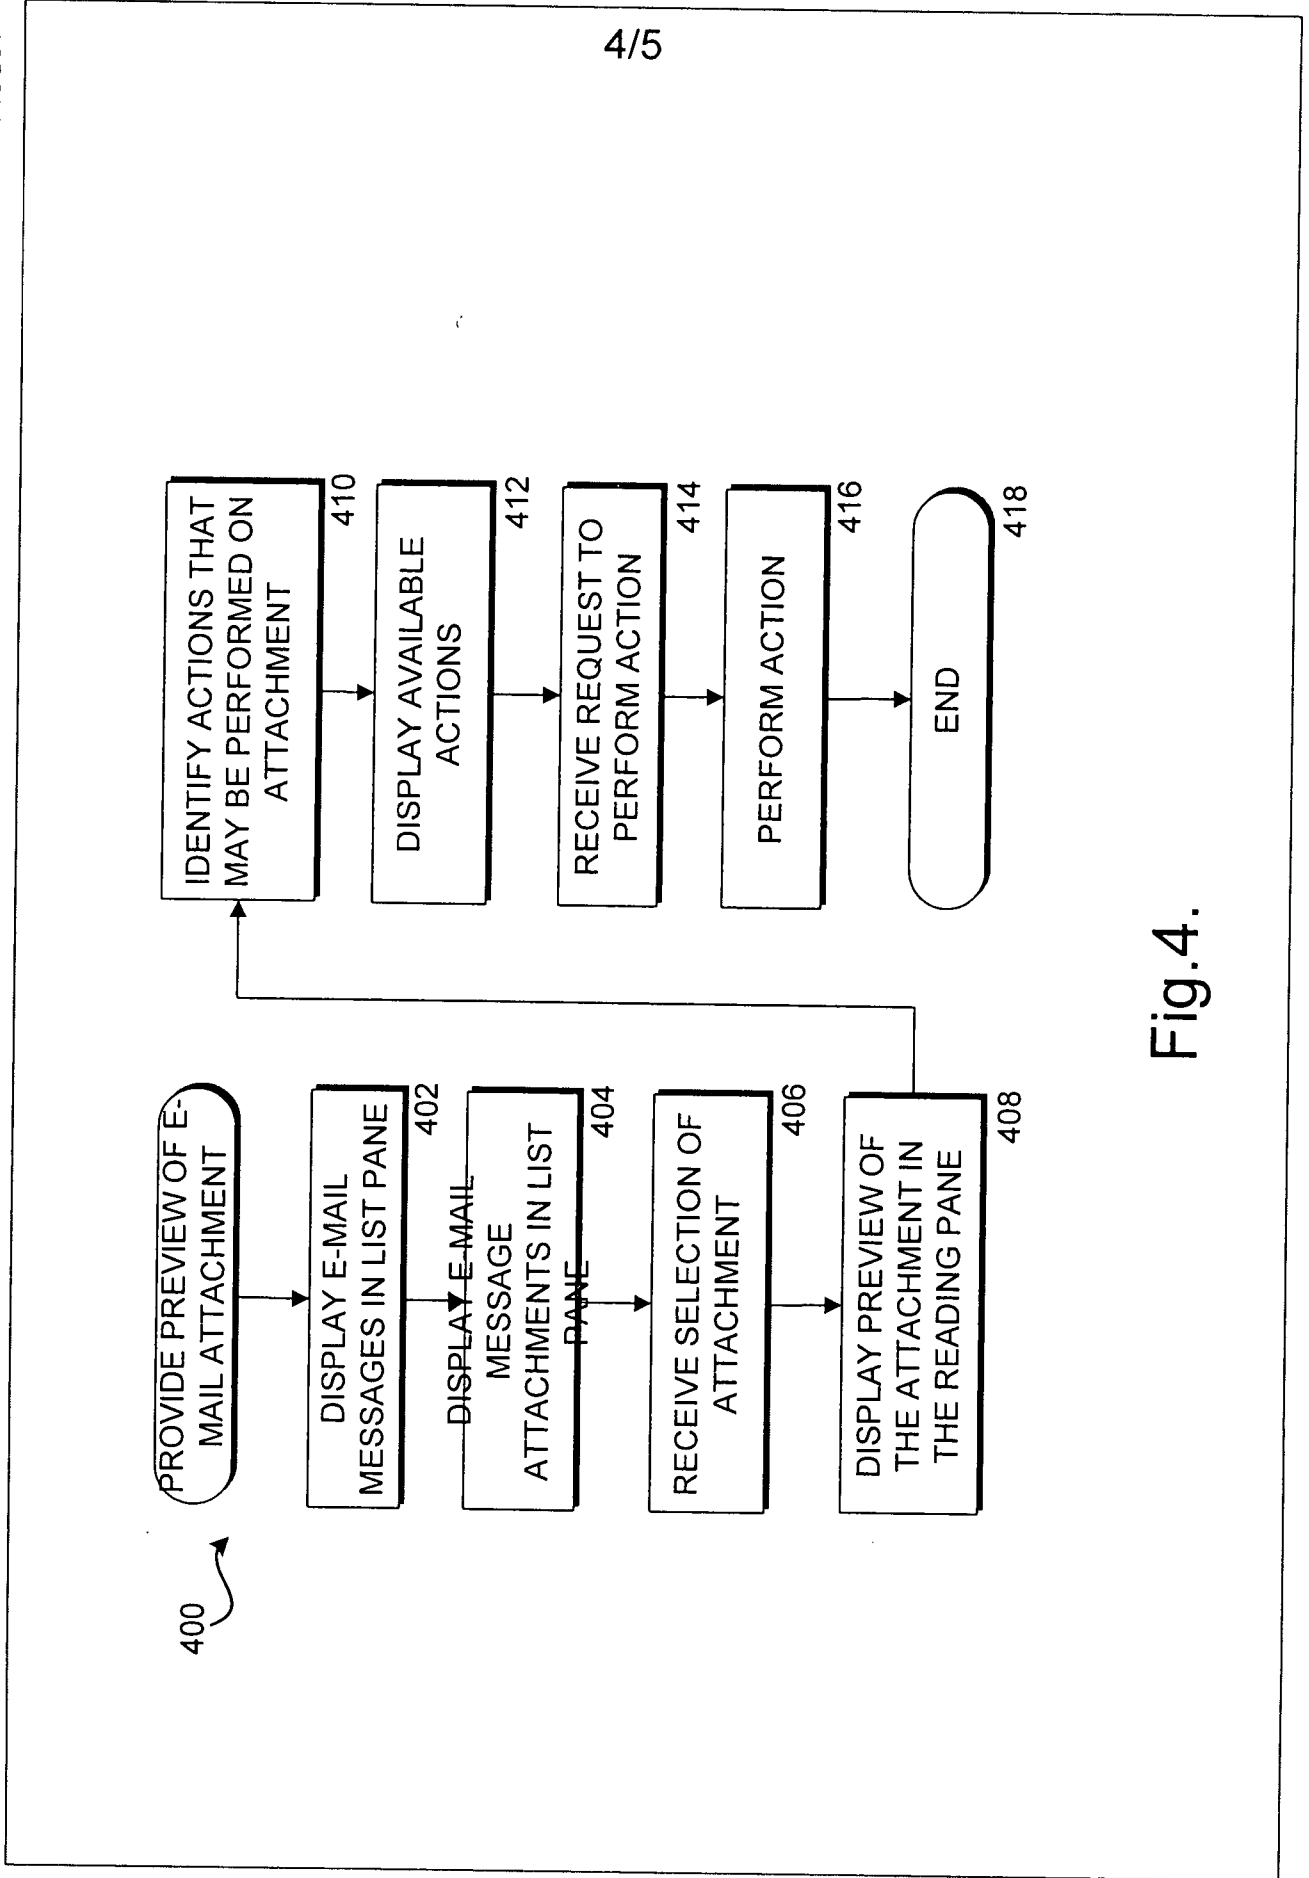 4/5
400
PROVIDE PREVIEW OF E-
MAIL ATTACHMENT
DISPLAY E-MAIL
MESSAGES IN LIST PANE
402
DISPLAY E-MAIL
MESSAGE
ATTACHMENTS IN LIST
PANE
404
RECEIVE SELECTION OF
ATTACHMENT
406
DISPLAY PREVIEW OF
THE ATTACHMENT IN
THE READING PANE
408
IDENTIFY ACTIONS THAT
MAY BE PERFORMED ON
ATTACHMENT
410
DISPLAY AVAILABLE
ACTIONS
412
RECEIVE REQUEST TO
PERFORM ACTION
414
PERFORM ACTION
416
END
418
Fig.4.